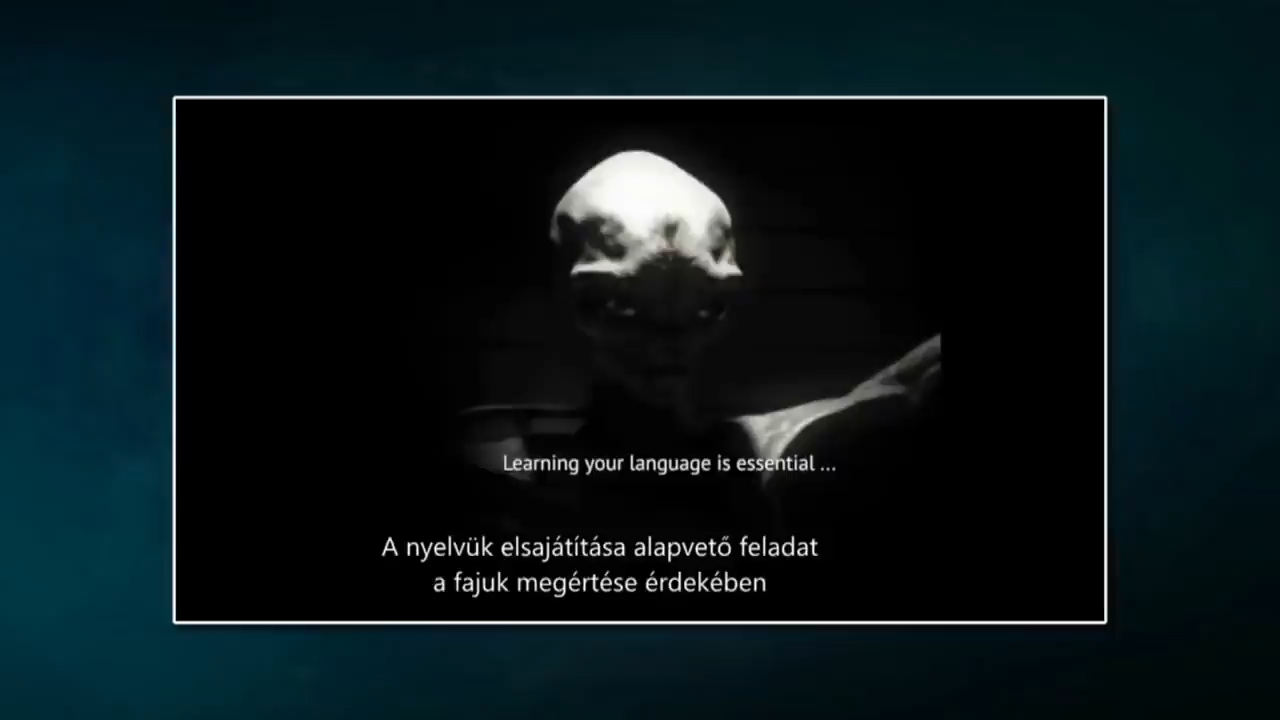 Learning your language is essential ...
A nyelvük elsajátítása alapvető feladat
a fajuk megértése érdekében